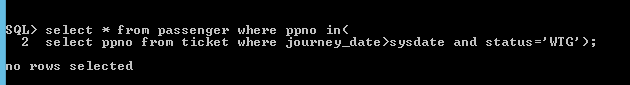 SQL> select * from passenger where ppno in(
  2  select ppno from ticket where journey_date>sysdate and status='WTG');
no rows selected